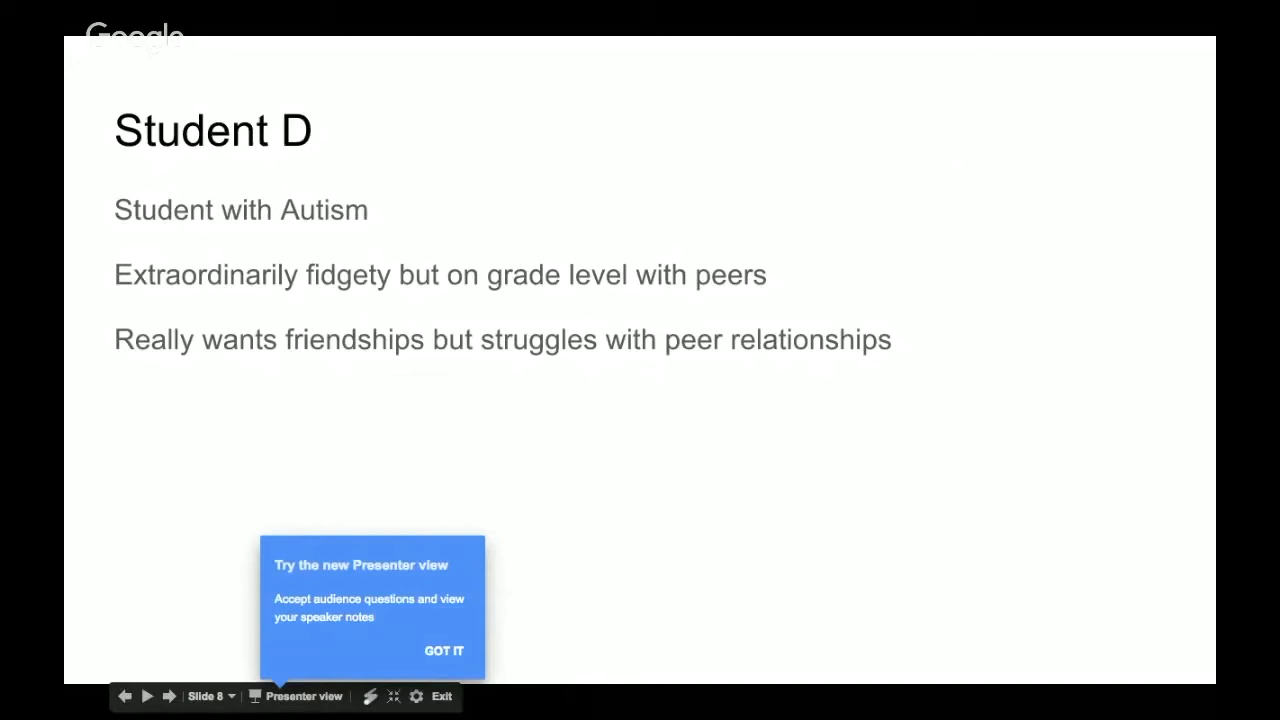 Google
Student D
Student with Autism
Extraordinarily fidgety but on grade level with peers
Really wants friendships but struggles with peer relationships
Try the new Presenter view
Accept audience questions and view
your speaker notes
GOT IT
Slide 8
Presenter view
Exit